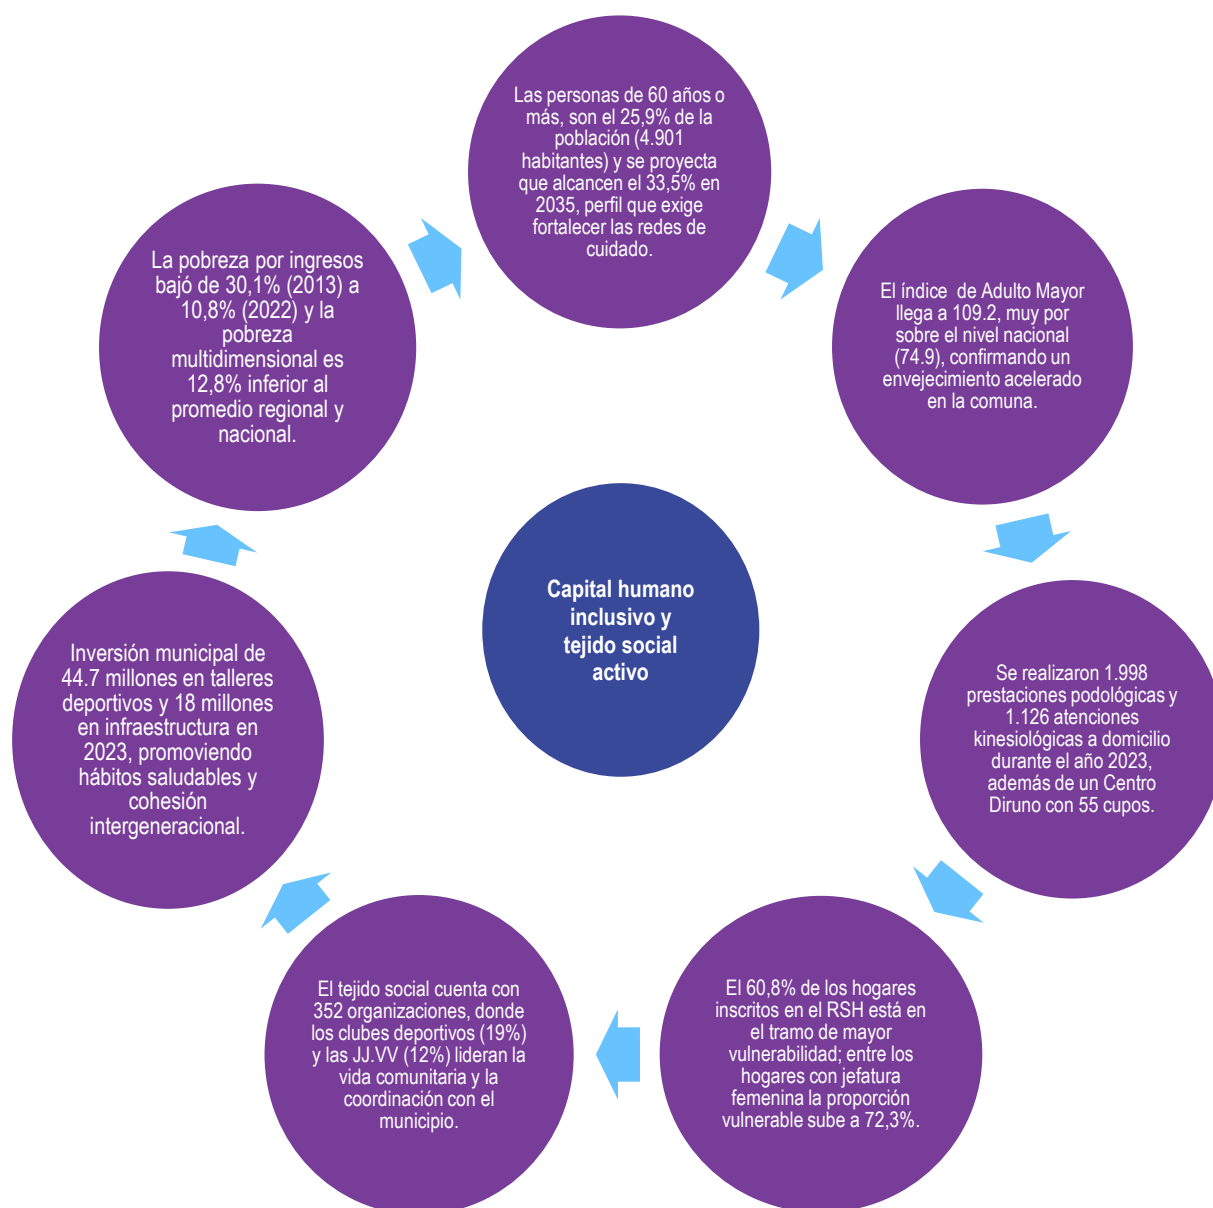 Las personas de 60 años o
más, son el 25,9% de la
población (4.901
habitantes) y se proyecta
que alcancen el 33,5% en
2035, perfil que exige
fortalecer las redes de
cuidado.
El índice  de Adulto Mayor
llega a 109.2, muy por
sobre el nivel nacional
(74.9), confirmando un
envejecimiento acelerado
en la comuna.
Se realizaron 1.998
prestaciones podológicas y
1.126 atenciones
kinesiológicas a domicilio
durante el año 2023,
además de un Centro
Diruno con 55 cupos.
El 60,8% de los hogares
inscritos en el RSH está en
el tramo de mayor
vulnerabilidad; entre los
hogares con jefatura
femenina la proporción
vulnerable sube a 72,3%.
El tejido social cuenta con
352 organizaciones, donde
los clubes deportivos (19%)
y las JJ.VV (12%) lideran la
vida comunitaria y la
coordinación con el
municipio.
Inversión municipal de
44.7 millones en talleres
deportivos y 18 millones
en infraestructura en
2023, promoviendo
hábitos saludables y
cohesión
intergeneracional.
La pobreza por ingresos
bajó de 30,1% (2013) a
10,8% (2022) y la
pobreza
multidimensional es
12,8% inferior al
promedio regional y
nacional.
Capital humano
inclusivo y
tejido social
activo